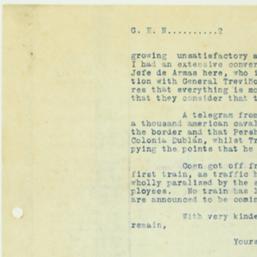 G. E. N..........2
growing unsatisfactory a
I had an extensive conver
Jefe de Armas here, who i
tion with General Treviño
res that everything is mo
that they consider that t
A telegram from
a thousand american caval
the border and that Persh
Colonia Dublán, whilst Tr
pying the points that he
Coen got off fr
first train, as traffic h
wholly paralized by the s
ployees. No train has l
are announced to be comin
With very kinde
remain,
Yours